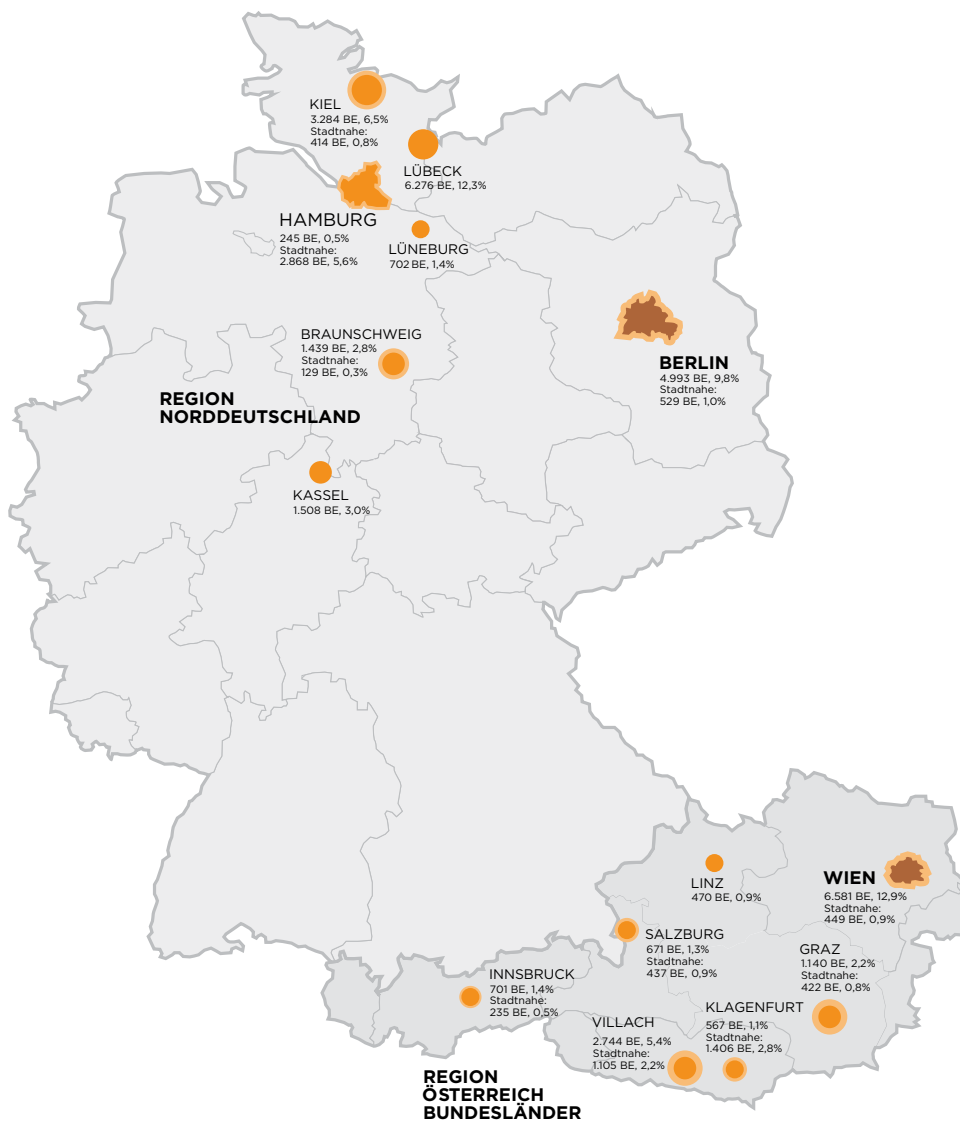 KIEL
3.284 BE, 6,5%
Stadtnahe:
414 BE, 0,8%
LÜBECK
6.276 BE, 12,3%
HAMBURG
245 BE, 0,5%
Stadtnahe:
2.868 BE, 5,6%
LÜNEBURG
702 BE, 1,4%
BRAUNSCHWEIG
1.439 BE, 2,8%
Stadtnahe:
129 BE, 0,3%
BERLIN
4.993 BE, 9,8%
Stadtnahe:
529 BE, 1,0%
REGION
NORDDEUTSCHLAND
KASSEL
1.508 BE, 3,0%
LINZ
470 BE, 0,9%
WIEN
6.581 BE, 12,9%
Stadtnahe:
449 BE, 0,9%
SALZBURG
671 BE, 1,3%
Stadtnahe:
437 BE, 0,9%
GRAZ
1.140 BE, 2,2%
Stadtnahe:
422 BE, 0,8%
INNSBRUCK
701 BE, 1,4%
Stadtnahe:
235 BE, 0,5%
KLAGENFURT
567 BE, 1,1%
Stadtnahe:
1.406 BE, 2,8%
VILLACH
2.744 BE, 5,4%
Stadtnahe:
1.105 BE, 2,2%
REGION
ÖSTERREICH
BUNDESLÄNDER